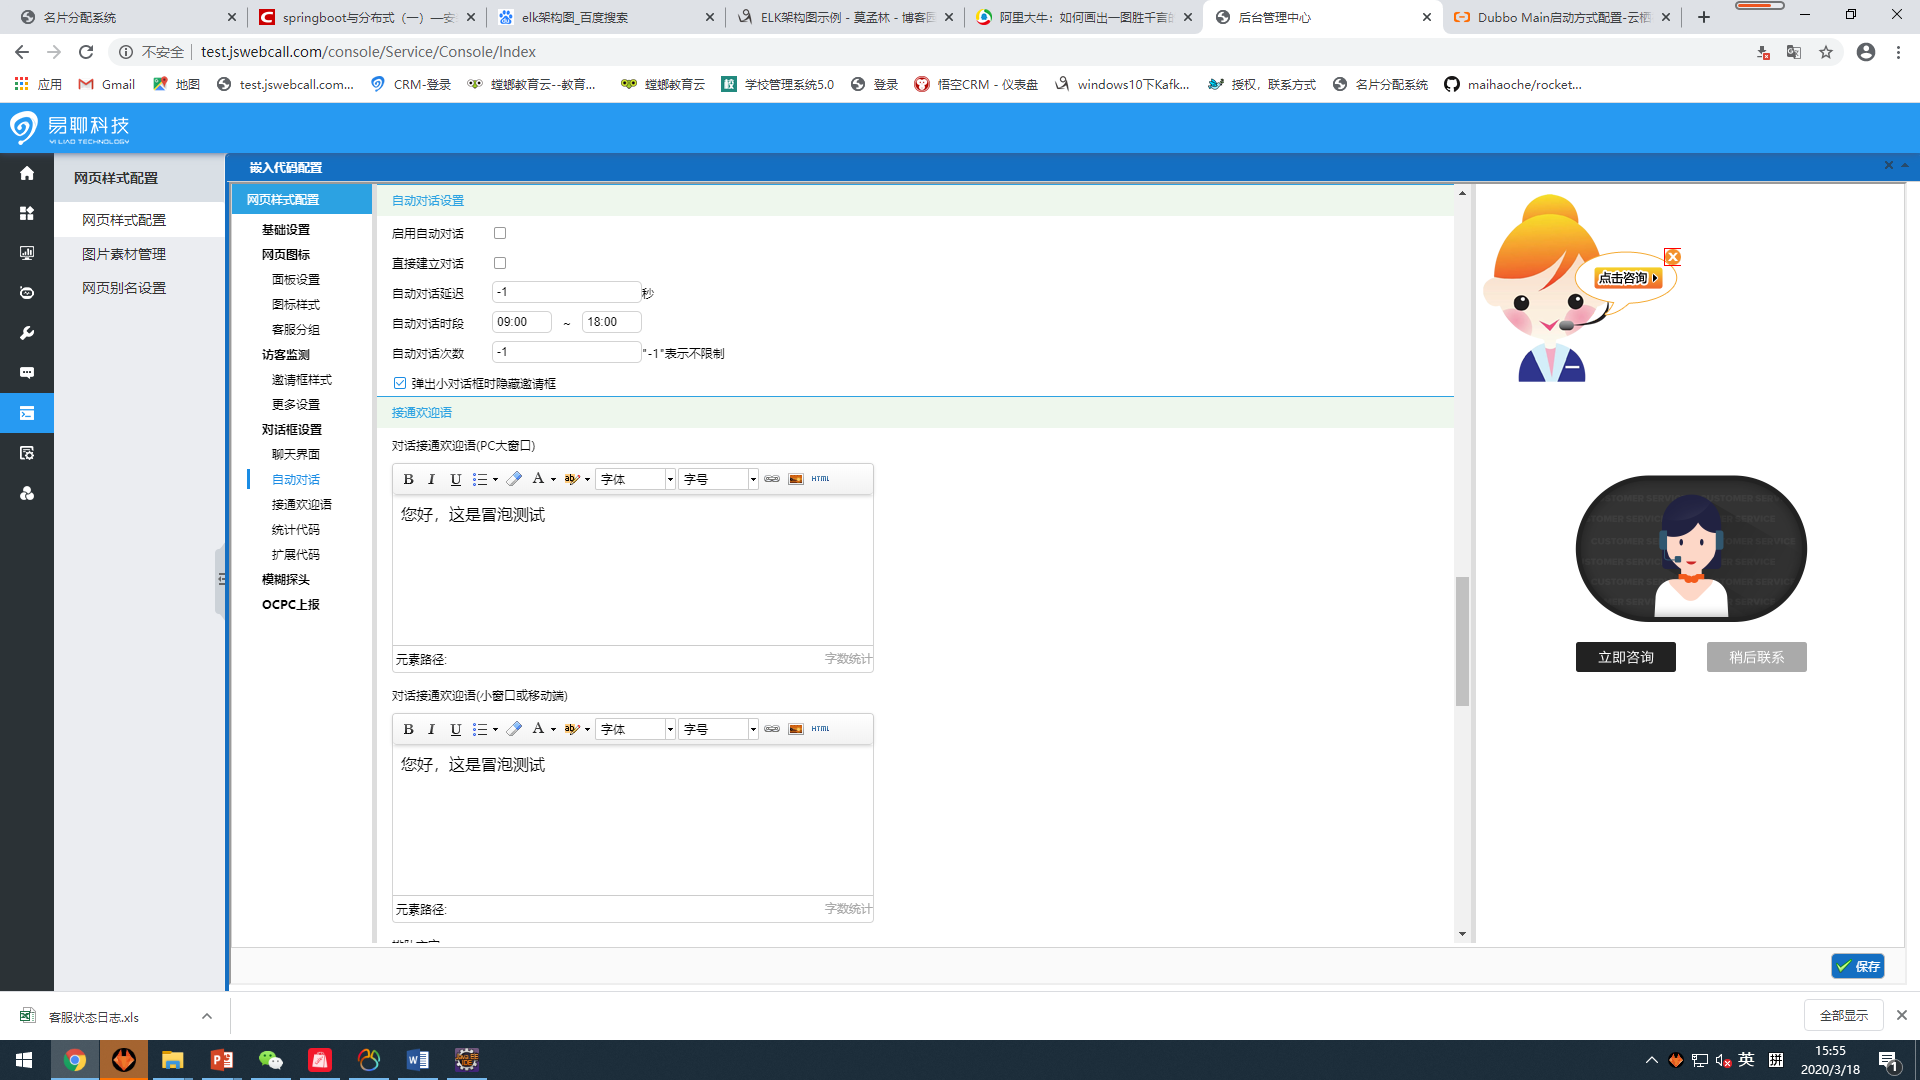 名片分配系统
springboot与分布式（一）—安
elk架构图_百度搜索
ELK架构图示例 - 莫孟林 - 博客园
阿里大牛：如何画出一图胜千言的
后台管理中心
Dubbo Main启动方式配置-云栖
不安全
test.jswebcall.com/console/Service/Console/Index
应用
Gmail
地图
test.jswebcall.com...
CRM-登录
螳螂教育云--教育...
螳螂教育云
学校管理系统5.0
登录
悟空CRM - 仪表盘
windows10下Kafk...
授权，联系方式
名片分配系统
maihaoche/rocket...
易聊科技
YI LIAO TECHNOLOGY
网页样式配置
网页样式配置
图片素材管理
网页别名设置
嵌入代码配置
网页样式配置
基础设置
网页图标
面板设置
图标样式
客服分组
访客监测
邀请框样式
更多设置
对话框设置
聊天界面
自动对话
接通欢迎语
统计代码
扩展代码
模糊探头
OCPC上报
自动对话设置
启用自动对话
直接建立对话
自动对话延迟 -1 秒
自动对话时段 09:00 ~ 18:00
自动对话次数 -1 "-1"表示不限制
弹出小对话框时隐藏邀请框
接通欢迎语
对话接通欢迎语(PC大窗口)
B I U A ab 字体 字号 HTML
您好，这是冒泡测试
元素路径: 字数统计
对话接通欢迎语(小窗口或移动端)
B I U A ab 字体 字号 HTML
您好，这是冒泡测试
元素路径: 字数统计
点击咨询
CUSTOMER SERVICE
立即咨询
稍后联系
保存
客服状态日志.xls
全部显示
英
拼
15:55
2020/3/18
1